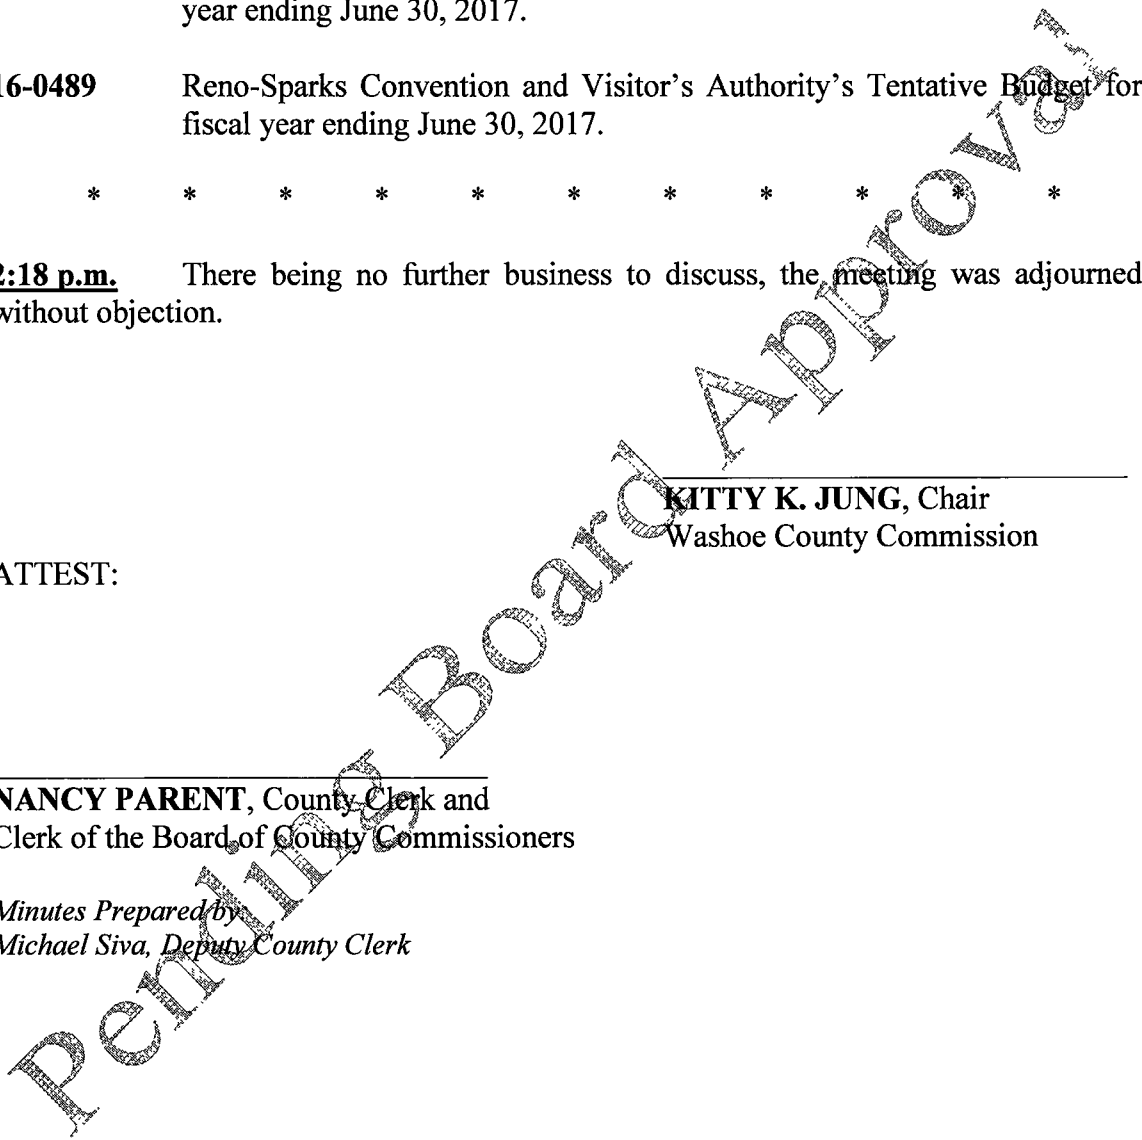 year ending June 30, 2017.
16-0489 Reno-Sparks Convention and Visitor's Authority's Tentative Budget for
fiscal year ending June 30, 2017.
* * * * * * * * * * *
2:18 p.m. There being no further business to discuss, the meeting was adjourned
without objection.
KITTY K. JUNG, Chair
Washoe County Commission
ATTEST:
NANCY PARENT, County Clerk and
Clerk of the Board of County Commissioners
Minutes Prepared by:
Michael Siva, Deputy County Clerk
Pending Board Approval